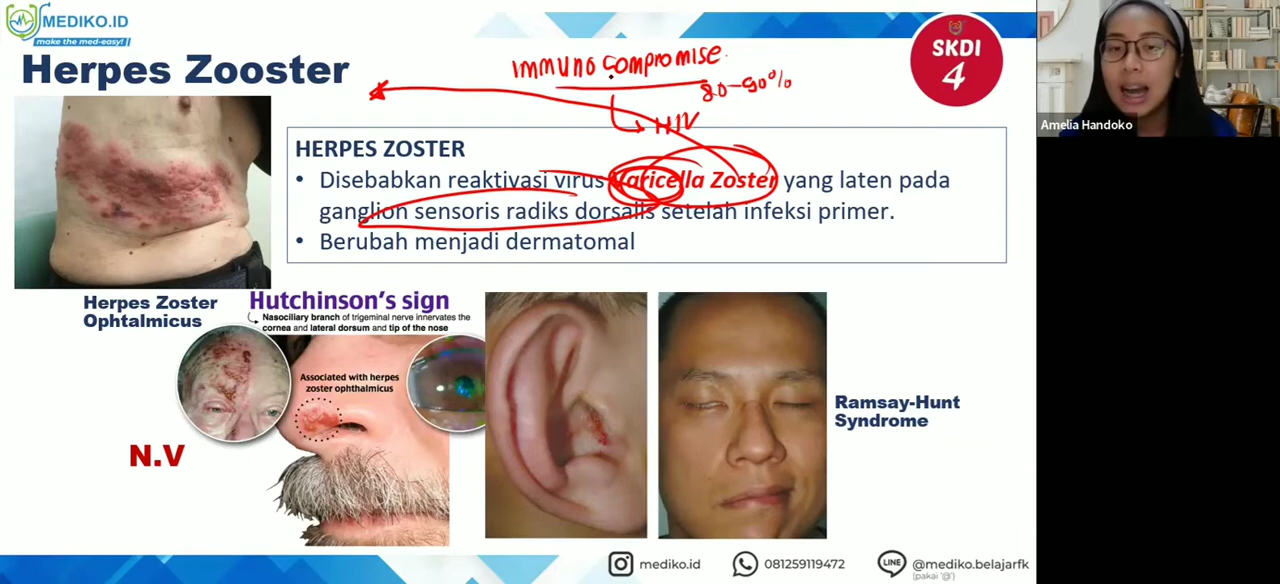 MEDIKO.ID
make the med-easy!
Herpes Zooster
IMMUNOCOMPROMISE
80-90%
HIV
SKDI
4
Amelia Handoko
HERPES ZOSTER
• Disebabkan reaktivasi virus Varicella Zoster yang laten pada
ganglion sensoris radiks dorsalis setelah infeksi primer.
• Berubah menjadi dermatomal
Herpes Zoster
Ophtalmicus
Hutchinson's sign
Nasociliary branch of trigeminal nerve innervates the
cornea and lateral dorsum and tip of the nose
Associated with herpes
zoster ophthalmicus
N.V
Ramsay-Hunt
Syndrome
mediko.id
081259119472
LINE
@mediko.belajarfk
(pakai '@')